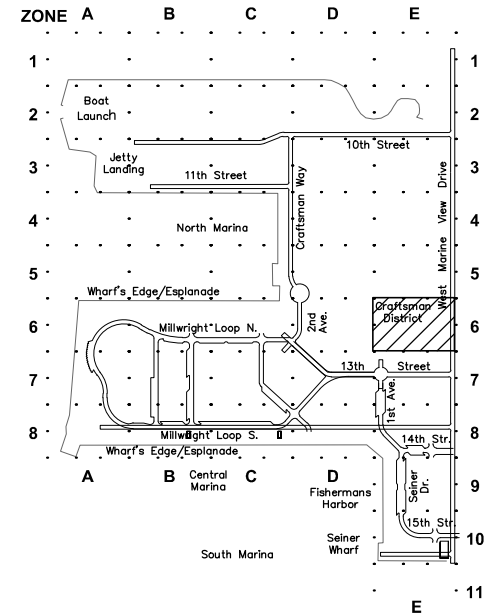 ZONE A B C D E
1 1
Boat
Launch
2 2
10th Street
Jetty
Landing
3 3
11th Street
Craftsman Way
West Marine View Drive
North Marina
4 4
5 5
Wharf's Edge/Esplanade
Craftsman
District
2nd
Ave.
6 6
Millwright Loop N.
13th Street
7 7
1st Ave.
8 8
Millwright Loop S.
14th Str.
Wharf's Edge/Esplanade
A B C D E
Central
Marina
9 9
Seiner
Dr.
Fishermans
Harbor
15th Str.
Seiner
Wharf
10
South Marina
11
E